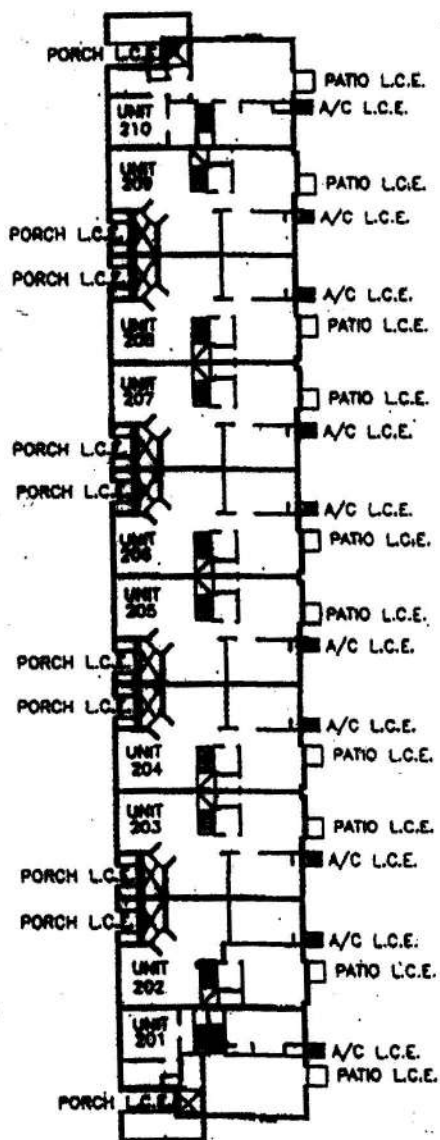 PORCH L.C.E.
PATIO L.C.E.
UNIT
210
A/C L.C.E.
UNIT
209
PATIO L.C.E.
A/C L.C.E.
PORCH L.C.E.
PORCH L.C.E.
A/C L.C.E.
UNIT
208
PATIO L.C.E.
UNIT
207
PATIO L.C.E.
A/C L.C.E.
PORCH L.C.E.
PORCH L.C.E.
A/C L.C.E.
UNIT
206
PATIO L.C.E.
UNIT
205
PATIO L.C.E.
A/C L.C.E.
PORCH L.C.E.
PORCH L.C.E.
A/C L.C.E.
UNIT
204
PATIO L.C.E.
UNIT
203
PATIO L.C.E.
A/C L.C.E.
PORCH L.C.E.
PORCH L.C.E.
A/C L.C.E.
UNIT
202
PATIO L.C.E.
UNIT
201
A/C L.C.E.
PATIO L.C.E.
PORCH L.C.E.